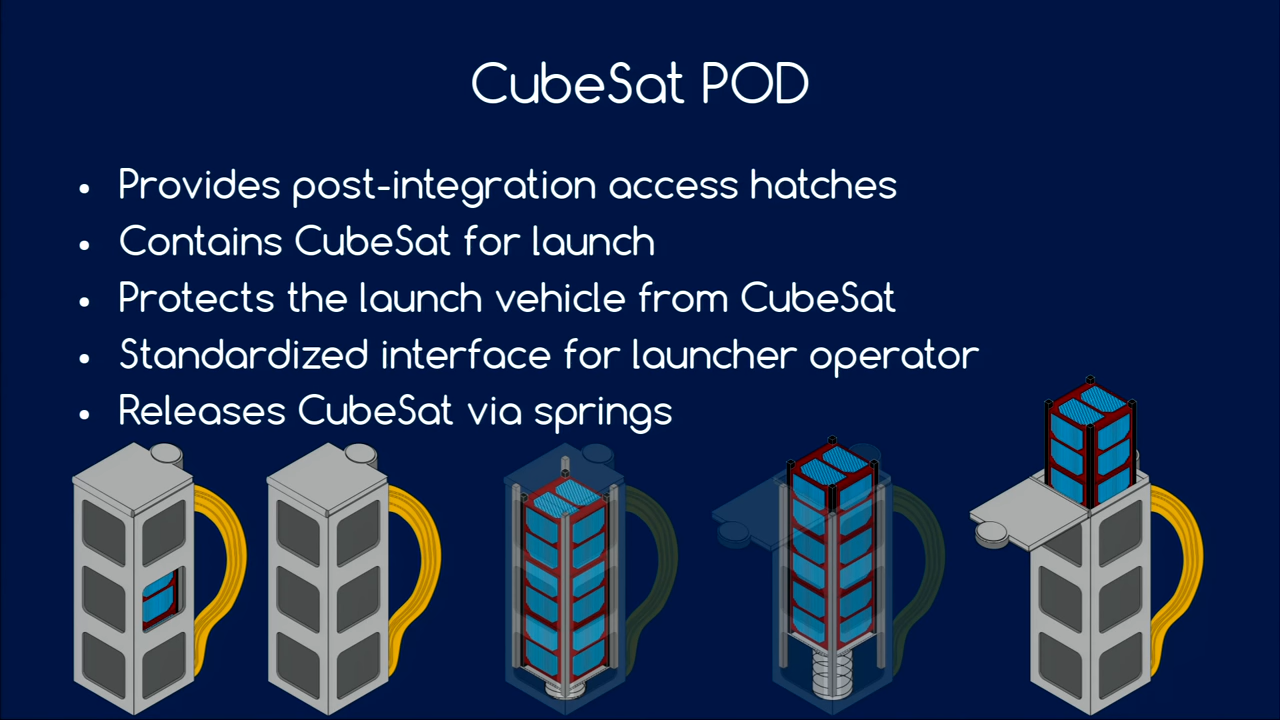 CubeSat POD
• Provides post-integration access hatches
• Contains CubeSat for launch
• Protects the launch vehicle from CubeSat
• Standardized interface for launcher operator
• Releases CubeSat via springs